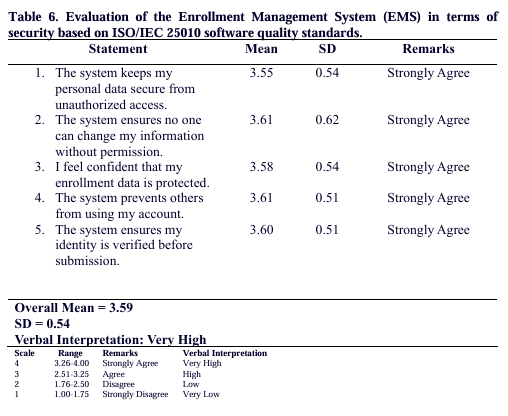 Table 6. Evaluation of the Enrollment Management System (EMS) in terms of
security based on ISO/IEC 25010 software quality standards.
Statement Mean SD Remarks
1. The system keeps my 3.55 0.54 Strongly Agree
personal data secure from
unauthorized access.
2. The system ensures no one 3.61 0.62 Strongly Agree
can change my information
without permission.
3. I feel confident that my 3.58 0.54 Strongly Agree
enrollment data is protected.
4. The system prevents others 3.61 0.51 Strongly Agree
from using my account.
5. The system ensures my 3.60 0.51 Strongly Agree
identity is verified before
submission.
Overall Mean = 3.59
SD = 0.54
Verbal Interpretation: Very High
Scale Range Remarks Verbal Interpretation
4 3.26-4.00 Strongly Agree Very High
3 2.51-3.25 Agree High
2 1.76-2.50 Disagree Low
1 1.00-1.75 Strongly Disagree Very Low